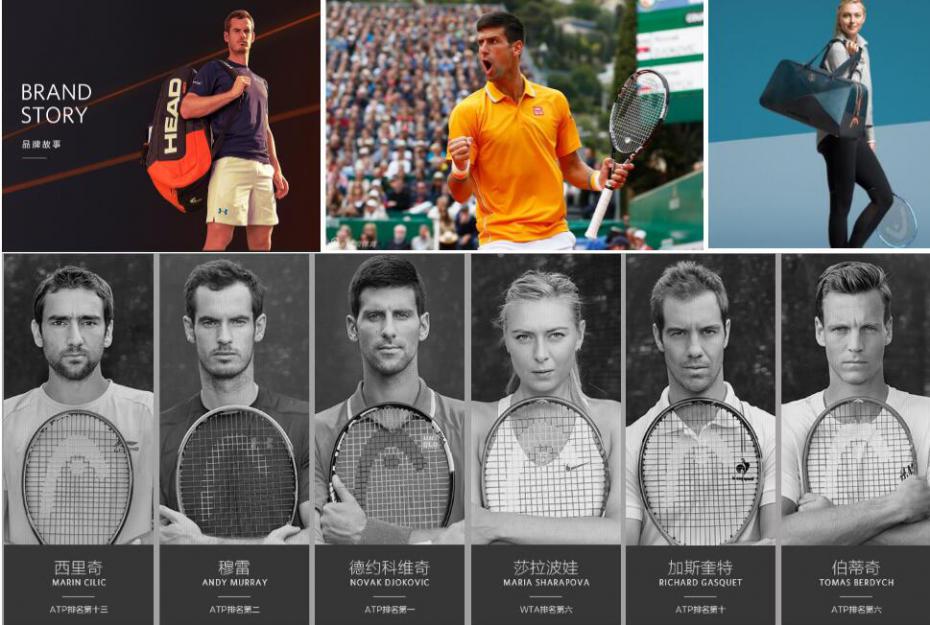 BRAND
STORY
品牌故事
HEAD
西里奇
MARIN CILIC
ATP排名第十三
穆雷
ANDY MURRAY
ATP排名第二
德约科维奇
NOVAK DJOKOVIC
ATP排名第一
莎拉波娃
MARIA SHARAPOVA
WTA排名第六
加斯奎特
RICHARD GASQUET
ATP排名第十
伯蒂奇
TOMAS BERDYCH
ATP排名第六